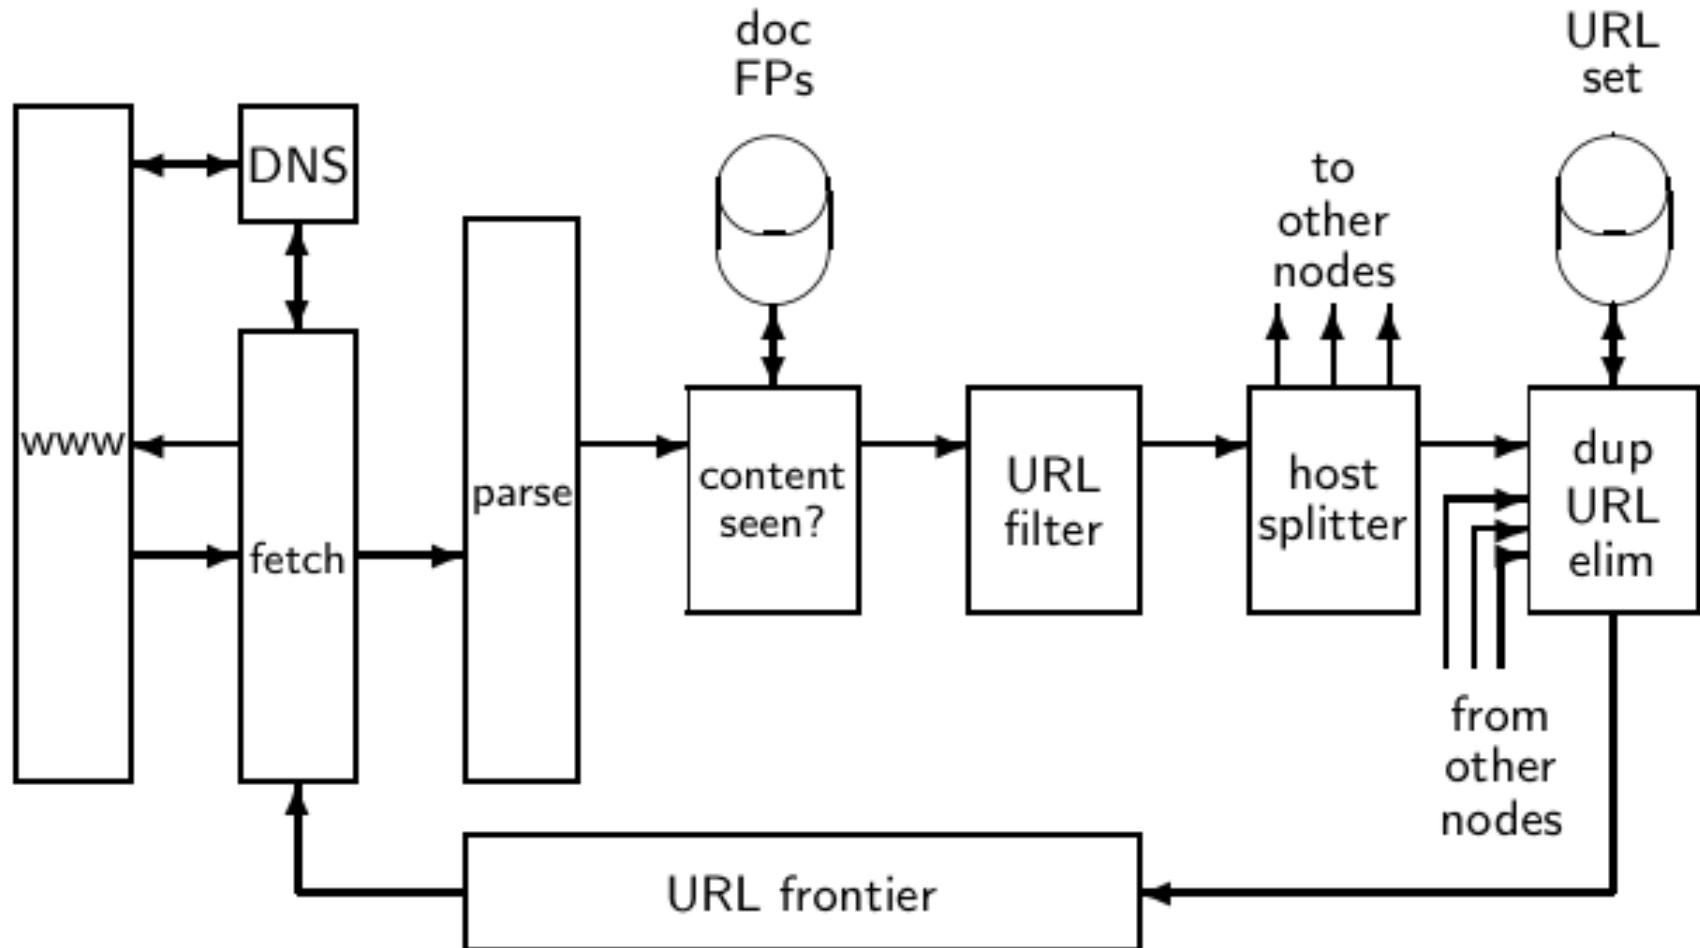 doc
FPs
URL
set
DNS
to
other
nodes
www
fetch
parse
content
seen?
URL
filter
host
splitter
dup
URL
elim
from
other
nodes
URL frontier